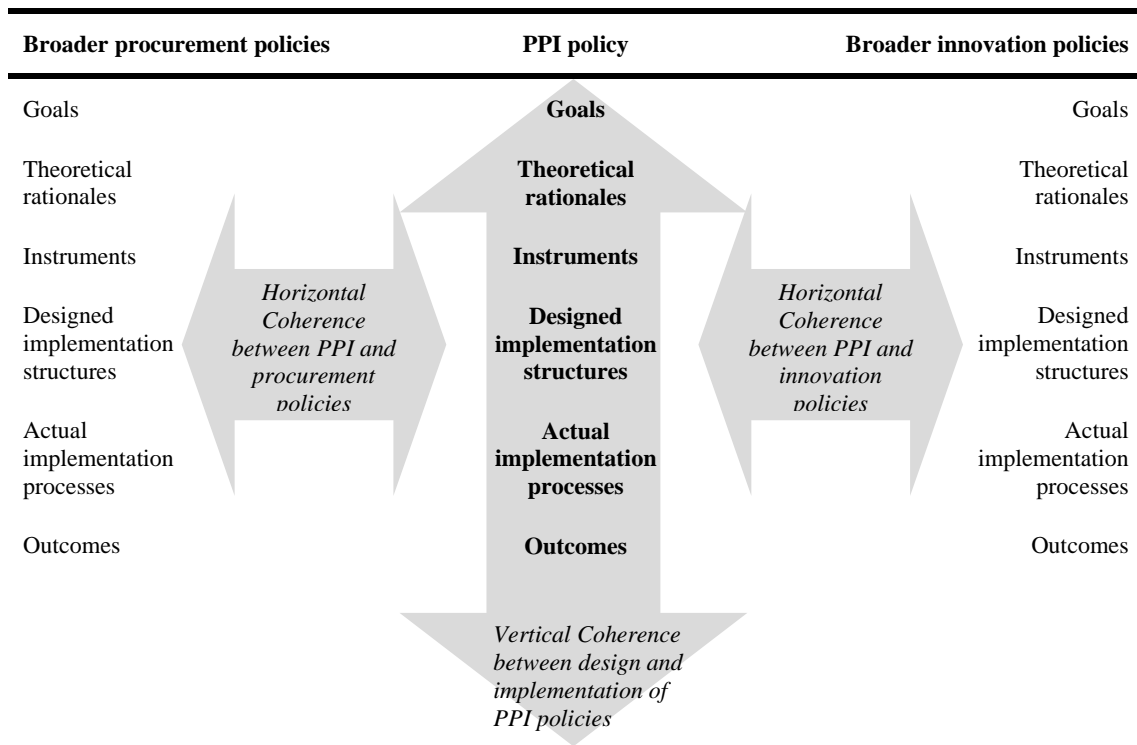 Broader procurement policies PPI policy Broader innovation policies
Goals Goals Goals
Theoretical Theoretical Theoretical
rationales rationales rationales
Instruments Instruments Instruments
Horizontal Horizontal
Designed Coherence Designed Coherence Designed
implementation between PPI and implementation between PPI and implementation
structures procurement structures innovation structures
policies policies
Actual Actual Actual
implementation implementation implementation
processes processes processes
Outcomes Outcomes Outcomes
Vertical Coherence
between design and
implementation of
PPI policies